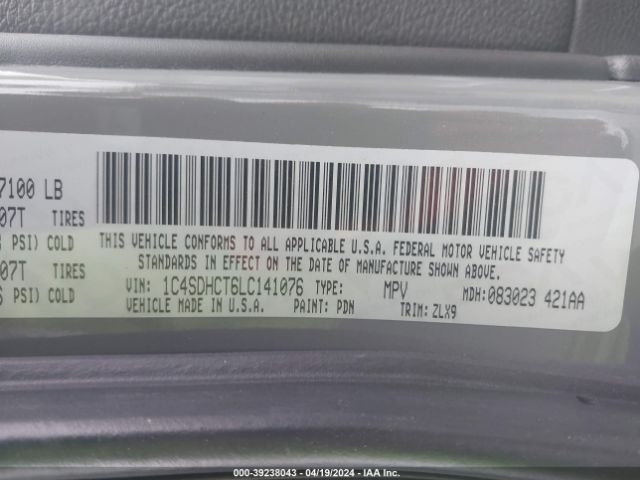 7100 LB
07T TIRES
PSI) COLD
07T TIRES
PSI) COLD
THIS VEHICLE CONFORMS TO ALL APPLICABLE U.S.A. FEDERAL MOTOR VEHICLE SAFETY
STANDARDS IN EFFECT ON THE DATE OF MANUFACTURE SHOWN ABOVE.
VIN: 1C4SDHCT6LC141076 TYPE: MPV MDH: 083023 421AA
VEHICLE MADE IN U.S.A. PAINT: PDN TRIM: ZLX9
000-39238043 / 04/19/2024 / IAA Inc.